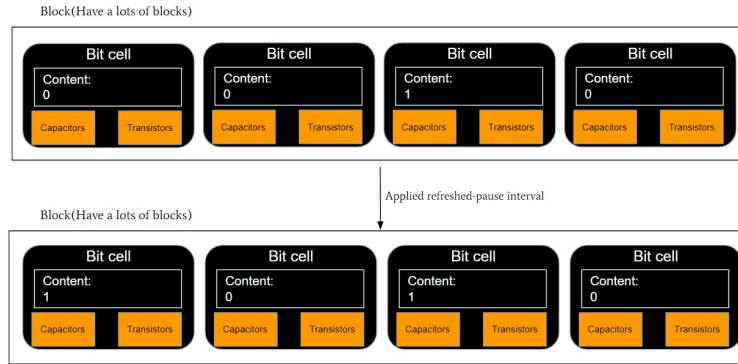 Block(Have a lots of blocks)
Bit cell Bit cell Bit cell Bit cell
Content: Content: Content: Content:
0 0 1 0
Capacitors Transistors Capacitors Transistors Capacitors Transistors Capacitors Transistors
Applied refreshed-pause interval
Block(Have a lots of blocks)
Bit cell Bit cell Bit cell Bit cell
Content: Content: Content: Content:
1 0 1 0
Capacitors Transistors Capacitors Transistors Capacitors Transistors Capacitors Transistors